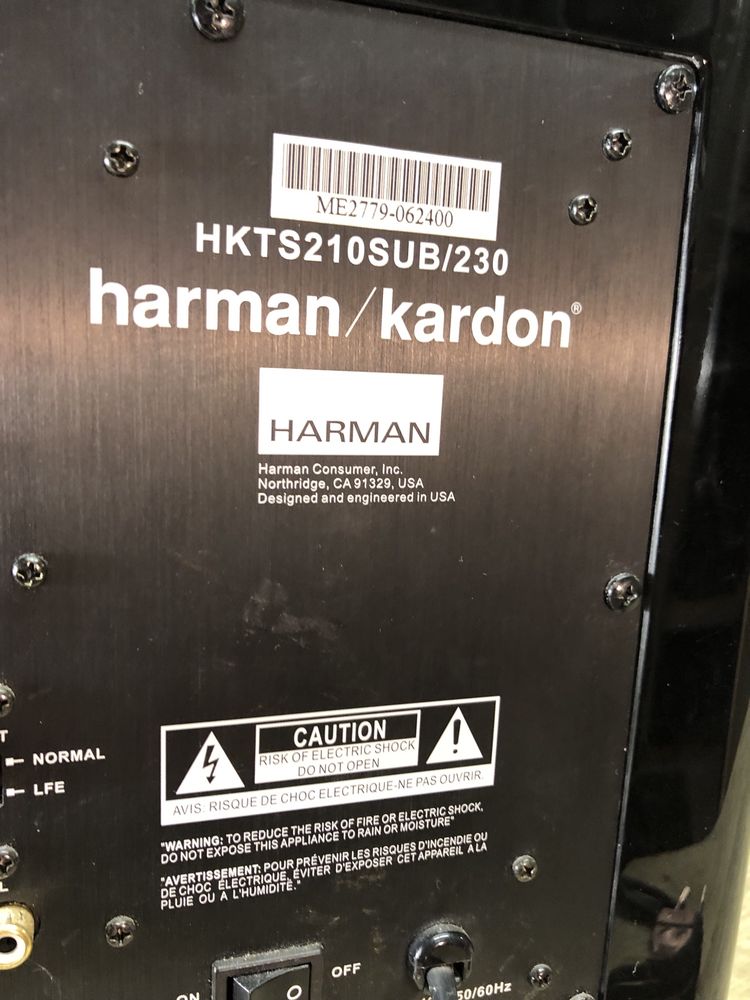 ME2779-062400
HKTS210SUB/230
harman/kardon®
HARMAN
Harman Consumer, Inc.
Northridge, CA 91329, USA
Designed and engineered in USA
NORMAL
LFE
CAUTION
RISK OF ELECTRIC SHOCK
DO NOT OPEN
AVIS: RISQUE DE CHOC ELECTRIQUE-NE PAS OUVRIR.
"WARNING: TO REDUCE THE RISK OF FIRE OR ELECTRIC SHOCK,
DO NOT EXPOSE THIS APPLIANCE TO RAIN OR MOISTURE"
"AVERTISSEMENT: POUR PRÉVENIR LES RISQUES D'INCENDIE OU
DE CHOC ÉLECTRIQUE, ÉVITER D'EXPOSER CET APPAREIL A LA
PLUIE OU A L'HUMIDITÉ."
ON
OFF
50/60Hz